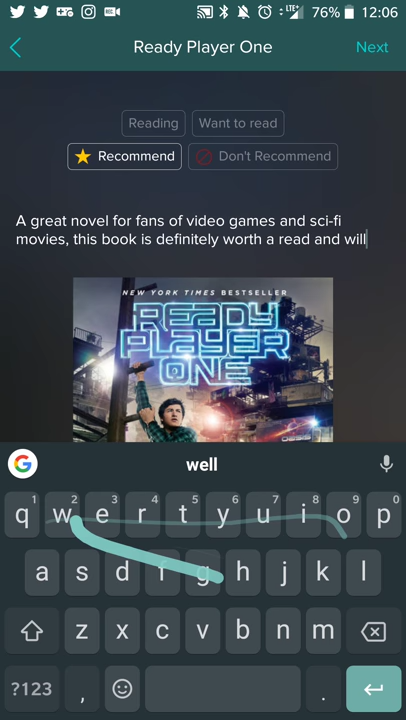 76% 12:06
Ready Player One Next
Reading Want to read
Recommend Don't Recommend
A great novel for fans of video games and sci-fi
movies, this book is definitely worth a read and will
NEW YORK TIMES BESTSELLER
READY
PLAYER
ONE
G well
1 2 3 4 5 6 7 8 9 0
q w e r t y u i o p
a s d f g h j k l
z x c v b n m
?123 , .